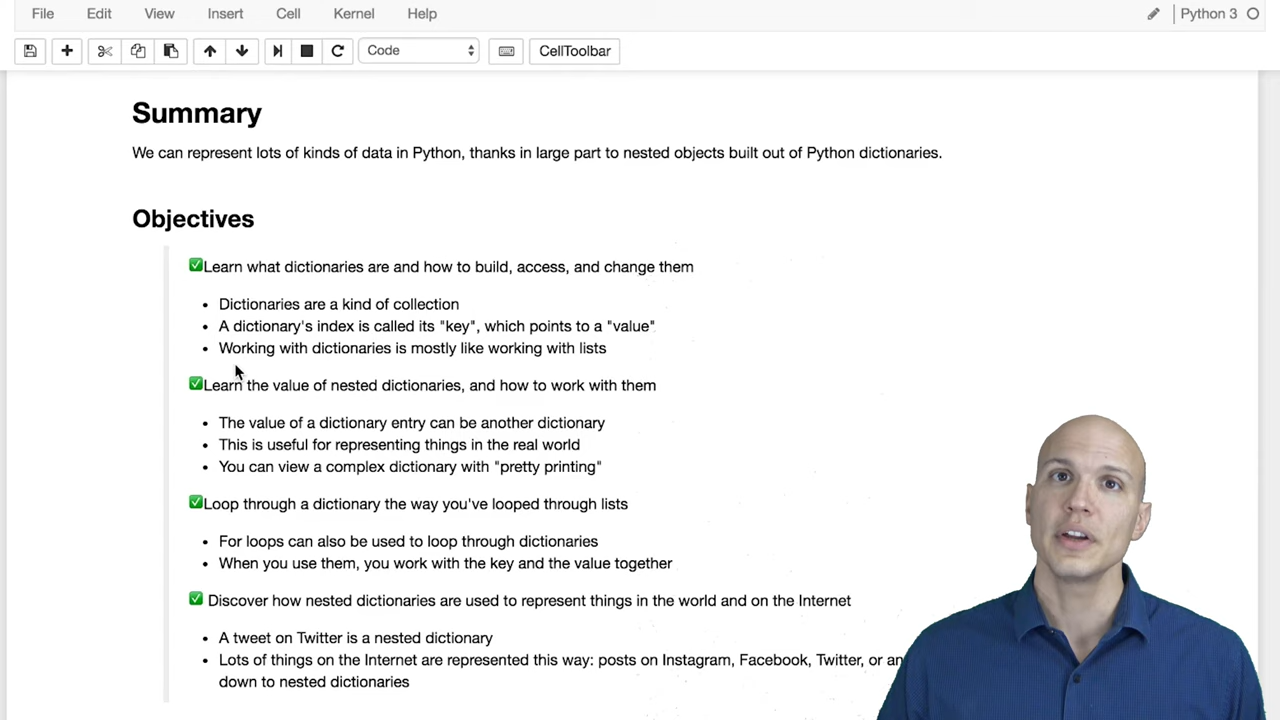 File Edit View Insert Cell Kernel Help Python 3
Code CellToolbar
Summary
We can represent lots of kinds of data in Python, thanks in large part to nested objects built out of Python dictionaries.
Objectives
Learn what dictionaries are and how to build, access, and change them
• Dictionaries are a kind of collection
• A dictionary's index is called its "key", which points to a "value"
• Working with dictionaries is mostly like working with lists
Learn the value of nested dictionaries, and how to work with them
• The value of a dictionary entry can be another dictionary
• This is useful for representing things in the real world
• You can view a complex dictionary with "pretty printing"
Loop through a dictionary the way you've looped through lists
• For loops can also be used to loop through dictionaries
• When you use them, you work with the key and the value together
Discover how nested dictionaries are used to represent things in the world and on the Internet
• A tweet on Twitter is a nested dictionary
• Lots of things on the Internet are represented this way: posts on Instagram, Facebook, Twitter, or
down to nested dictionaries